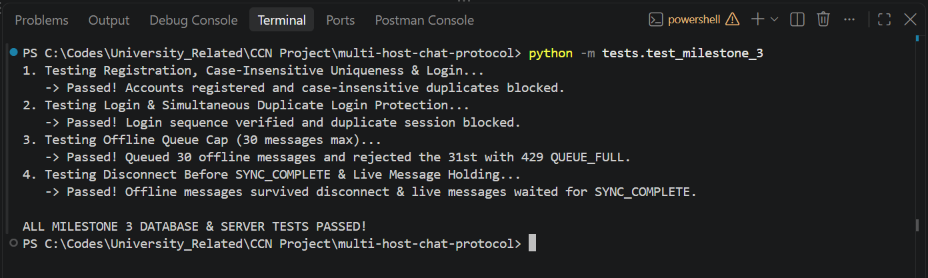 Problems Output Debug Console Terminal Ports Postman Console powershell
PS C:\Codes\University_Related\CCN Project\multi-host-chat-protocol> python -m tests.test_milestone_3
1. Testing Registration, Case-Insensitive Uniqueness & Login...
   -> Passed! Accounts registered and case-insensitive duplicates blocked.
2. Testing Login & Simultaneous Duplicate Login Protection...
   -> Passed! Login sequence verified and duplicate session blocked.
3. Testing Offline Queue Cap (30 messages max)...
   -> Passed! Queued 30 offline messages and rejected the 31st with 429 QUEUE_FULL.
4. Testing Disconnect Before SYNC_COMPLETE & Live Message Holding...
   -> Passed! Offline messages survived disconnect & live messages waited for SYNC_COMPLETE.
ALL MILESTONE 3 DATABASE & SERVER TESTS PASSED!
PS C:\Codes\University_Related\CCN Project\multi-host-chat-protocol>